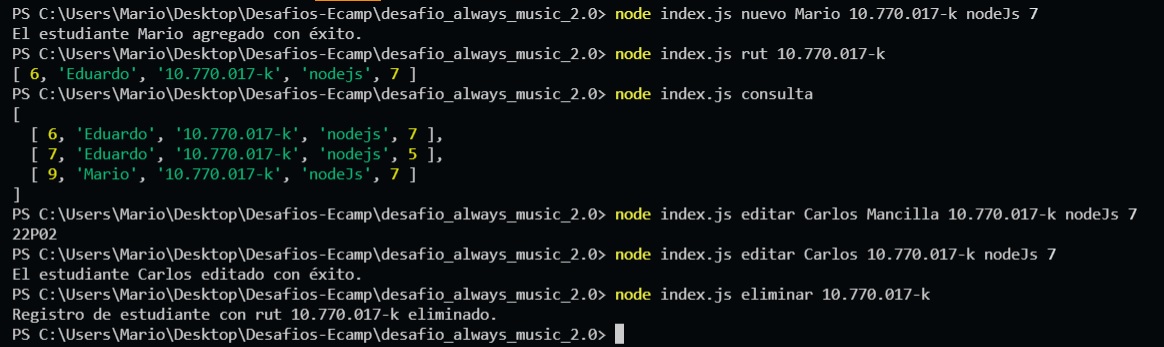 PS C:\Users\Mario\Desktop\Desafios-Ecamp\desafio_always_music_2.0> node index.js nuevo Mario 10.770.017-k nodeJs 7
El estudiante Mario agregado con éxito.
PS C:\Users\Mario\Desktop\Desafios-Ecamp\desafio_always_music_2.0> node index.js rut 10.770.017-k
[ 6, 'Eduardo', '10.770.017-k', 'nodejs', 7 ]
PS C:\Users\Mario\Desktop\Desafios-Ecamp\desafio_always_music_2.0> node index.js consulta
[
  [ 6, 'Eduardo', '10.770.017-k', 'nodejs', 7 ],
  [ 7, 'Eduardo', '10.770.017-k', 'nodejs', 5 ],
  [ 9, 'Mario', '10.770.017-k', 'nodeJs', 7 ]
]
PS C:\Users\Mario\Desktop\Desafios-Ecamp\desafio_always_music_2.0> node index.js editar Carlos Mancilla 10.770.017-k nodeJs 7
22P02
PS C:\Users\Mario\Desktop\Desafios-Ecamp\desafio_always_music_2.0> node index.js editar Carlos 10.770.017-k nodeJs 7
El estudiante Carlos editado con éxito.
PS C:\Users\Mario\Desktop\Desafios-Ecamp\desafio_always_music_2.0> node index.js eliminar 10.770.017-k
Registro de estudiante con rut 10.770.017-k eliminado.
PS C:\Users\Mario\Desktop\Desafios-Ecamp\desafio_always_music_2.0>